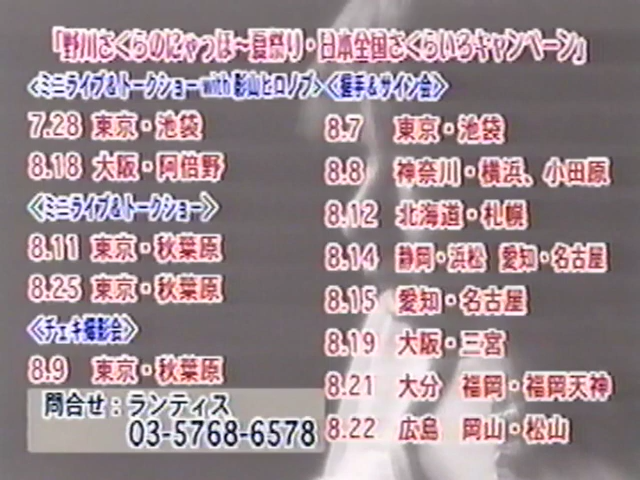 「野川さくらのにゃっほ～夏祭り・日本全国さくらいろキャンペーン」
<ミニライブ&トークショーwith影山ヒロノブ>
7.28 東京・池袋
8.18 大阪・阿倍野
<ミニライブ&トークショー>
8.11 東京・秋葉原
8.25 東京・秋葉原
<チェキ撮影会>
8.9 東京・秋葉原
<握手&サイン会>
8.7 東京・池袋
8.8 神奈川・横浜、小田原
8.12 北海道・札幌
8.14 静岡・浜松 愛知・名古屋
8.15 愛知・名古屋
8.19 大阪・三宮
8.21 大分 福岡・福岡天神
8.22 広島 岡山・松山
問合せ：ランティス
03-5768-6578